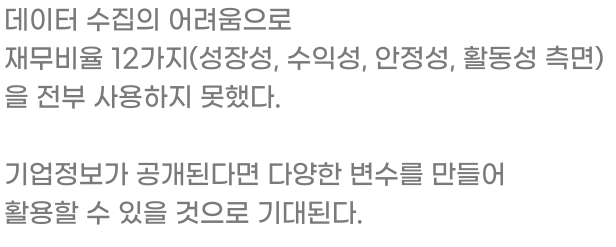 데이터 수집의 어려움으로
재무비율 12가지(성장성, 수익성, 안정성, 활동성 측면)
을 전부 사용하지 못했다.
기업정보가 공개된다면 다양한 변수를 만들어
활용할 수 있을 것으로 기대된다.